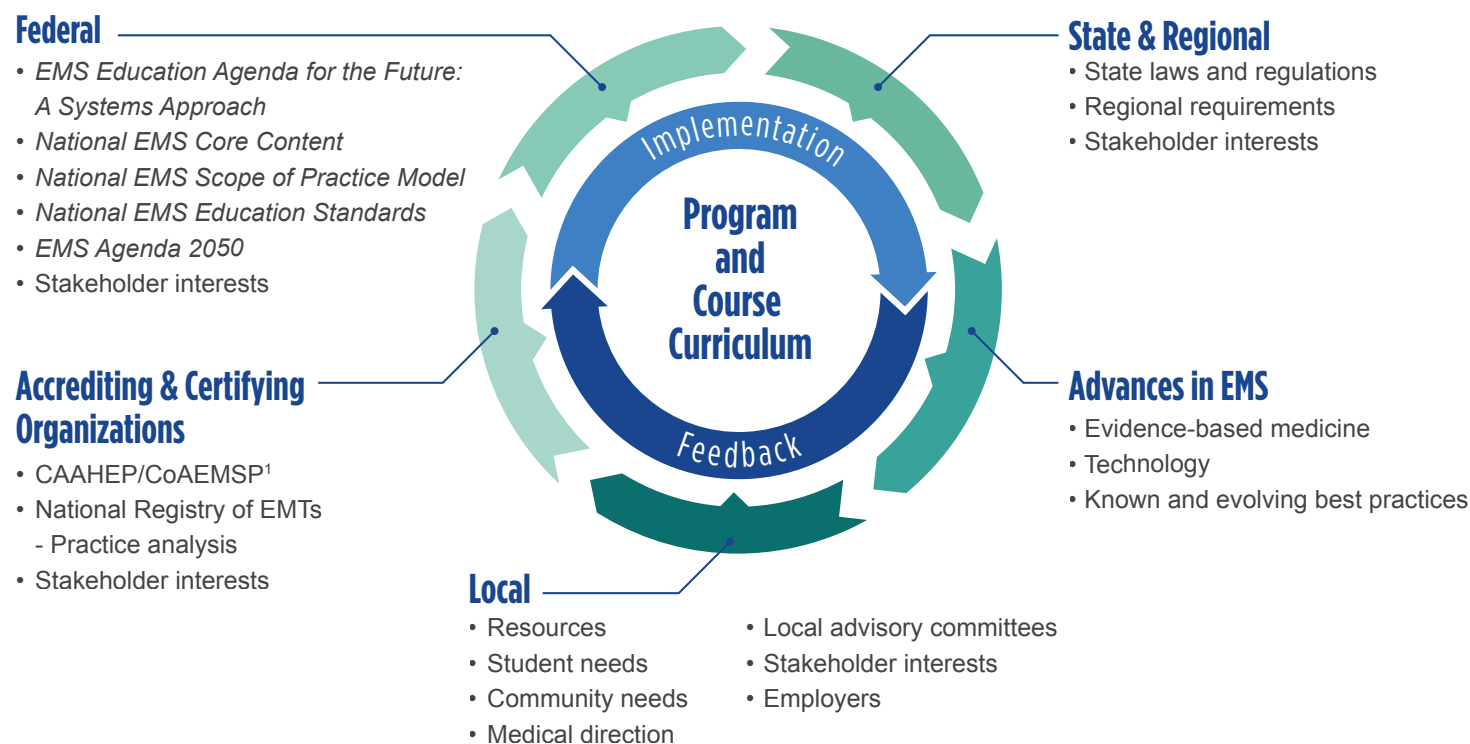 Federal
• EMS Education Agenda for the Future:
A Systems Approach
• National EMS Core Content
• National EMS Scope of Practice Model
• National EMS Education Standards
• EMS Agenda 2050
• Stakeholder interests
State & Regional
• State laws and regulations
• Regional requirements
• Stakeholder interests
Implementation
Program
and
Course
Curriculum
Feedback
Accrediting & Certifying
Organizations
• CAAHEP/CoAEMSP¹
• National Registry of EMTs
- Practice analysis
• Stakeholder interests
Advances in EMS
• Evidence-based medicine
• Technology
• Known and evolving best practices
Local
• Resources
• Student needs
• Community needs
• Medical direction
• Local advisory committees
• Stakeholder interests
• Employers